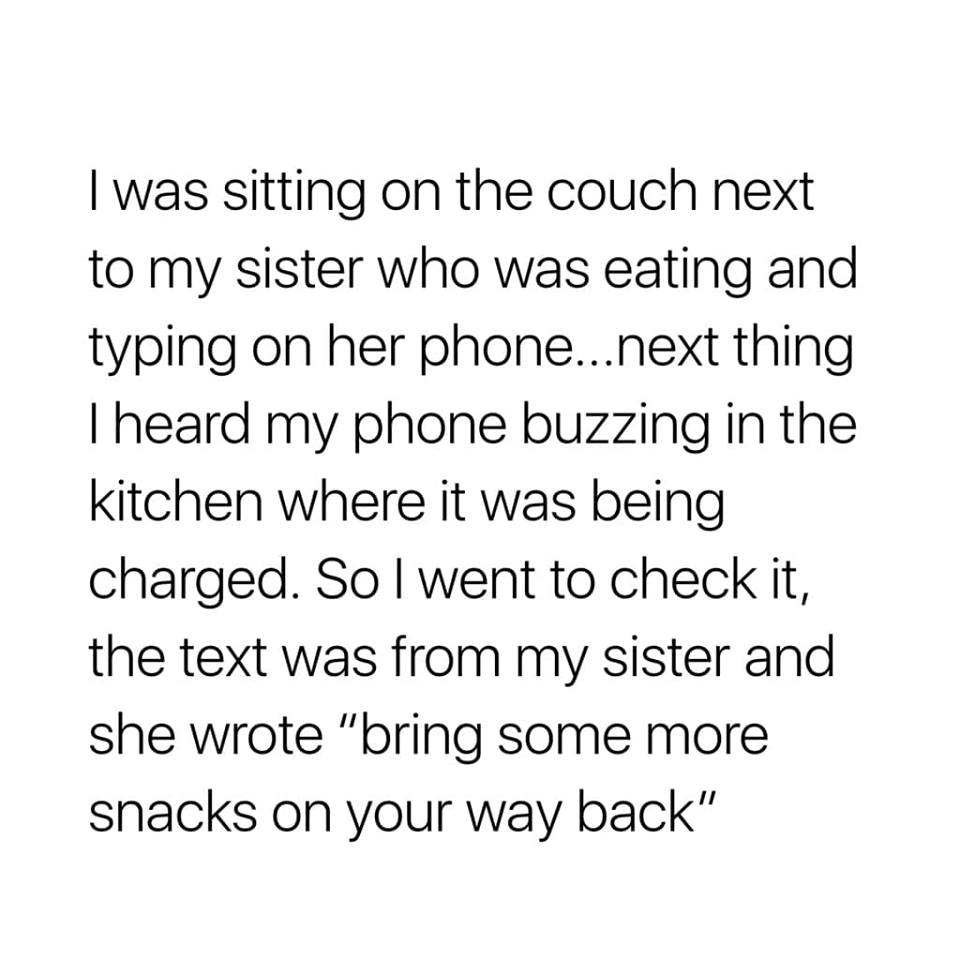 I was sitting on the couch next
to my sister who was eating and
typing on her phone...next thing
I heard my phone buzzing in the
kitchen where it was being
charged. So I went to check it,
the text was from my sister and
she wrote "bring some more
snacks on your way back"